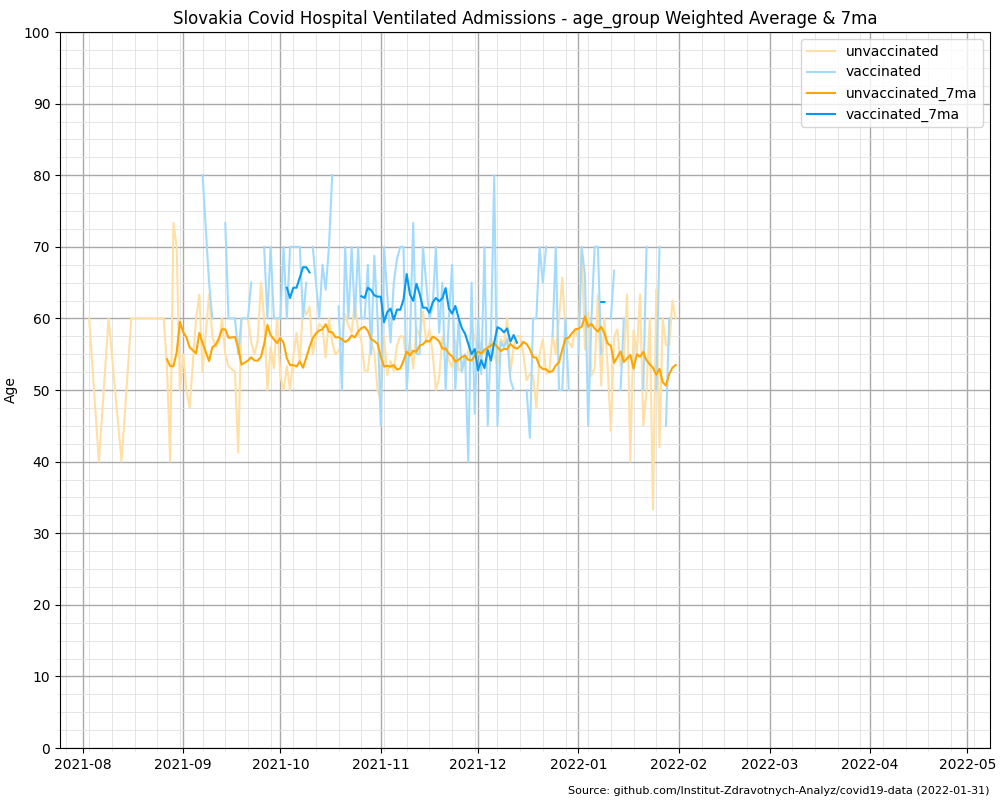 Slovakia Covid Hospital Ventilated Admissions - age_group Weighted Average & 7ma
unvaccinated
vaccinated
unvaccinated_7ma
vaccinated_7ma
100
90
80
70
60
50
40
30
20
10
0
Age
2021-08 2021-09 2021-10 2021-11 2021-12 2022-01 2022-02 2022-03 2022-04 2022-05
Source: github.com/Institut-Zdravotnych-Analyz/covid19-data (2022-01-31)